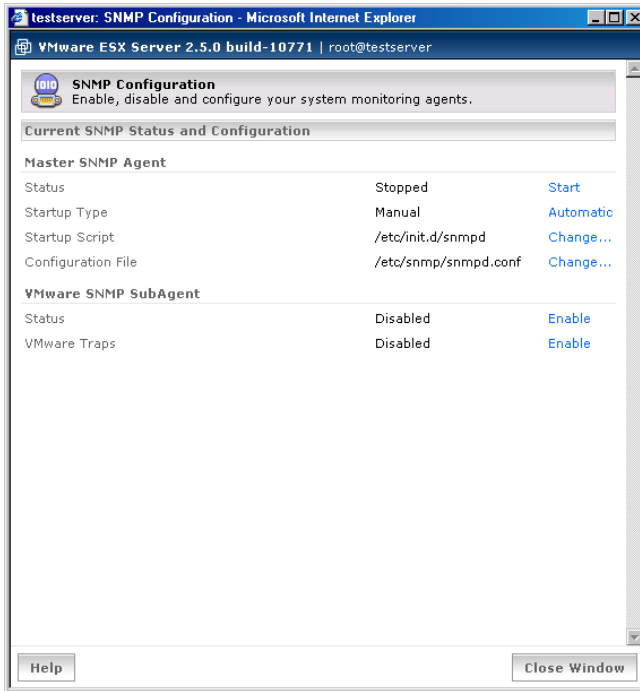 testserver: SNMP Configuration - Microsoft Internet Explorer
VMware ESX Server 2.5.0 build-10771 | root@testserver
1010
SNMP Configuration
Enable, disable and configure your system monitoring agents.
Current SNMP Status and Configuration
Master SNMP Agent
Status Stopped Start
Startup Type Manual Automatic
Startup Script /etc/init.d/snmpd Change...
Configuration File /etc/snmp/snmpd.conf Change...
VMware SNMP SubAgent
Status Disabled Enable
VMware Traps Disabled Enable
Help Close Window